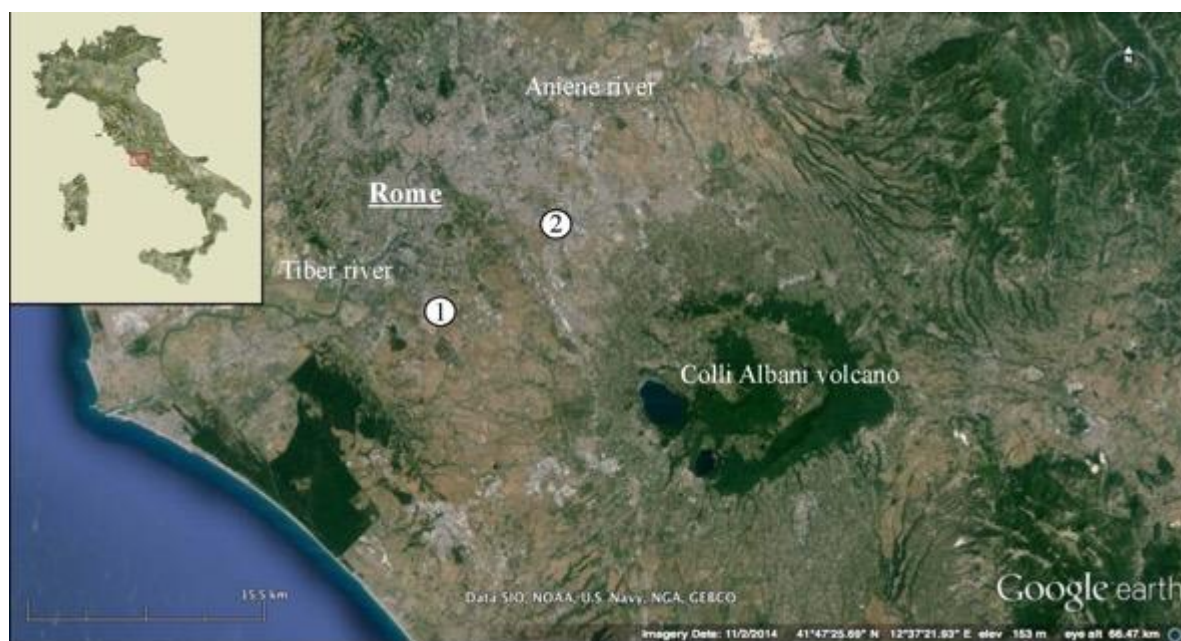 N
Aniene river
Rome
2
Tiber river
1
Colli Albani volcano
15.5 km
Data SIO, NOAA, U.S. Navy, NGA, GEBCO
Google earth
Imagery Date: 11/2/2014 41°47'25.69" N 12°37'21.93" E elev 153 m eye alt 66.47 km